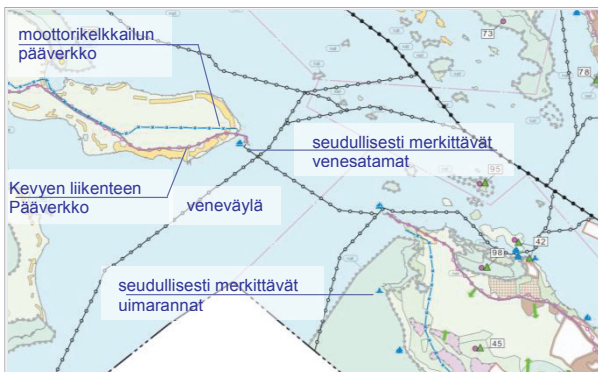 moottorikelkkailun
pääverkko
73
78
seudullisesti merkittävät
venesatamat
95
Kevyen liikenteen
Pääverkko
veneväylä
42
98
seudullisesti merkittävät
uimarannat
45